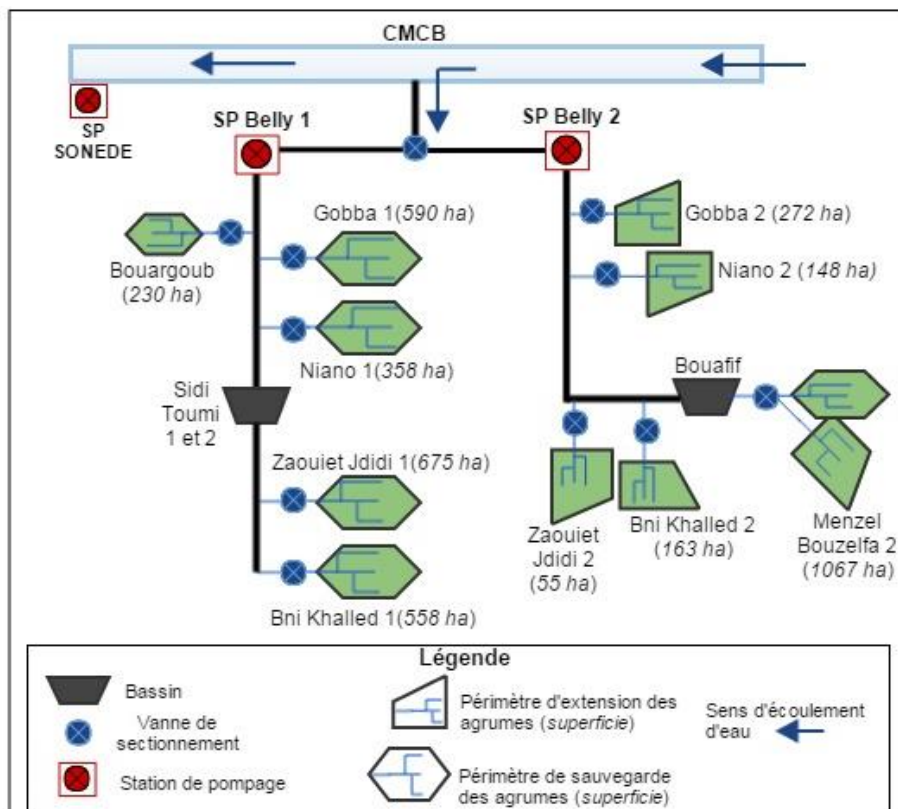 CMCB
SP
SONEDE
SP Belly 1
SP Belly 2
Gobba 1(590 ha)
Bouargoub
(230 ha)
Niano 1(358 ha)
Sidi
Toumi
1 et 2
Zaouiet Jdidi 1(675 ha)
Bni Khalled 1(558 ha)
Gobba 2 (272 ha)
Niano 2 (148 ha)
Bouafif
Zaouiet
Jdidi 2
(55 ha)
Bni Khalled 2
(163 ha)
Menzel
Bouzelfa 2
(1067 ha)
Légende
Bassin
Vanne de
sectionnement
Station de pompage
Périmètre d'extension des
agrumes (superficie)
Périmètre de sauvegarde
des agrumes (superficie)
Sens d'écoulement
d'eau